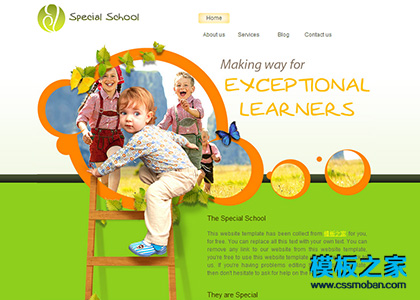 Special School
Home
About us Services Blog Contact us
Making way for
EXCEPTIONAL
LEARNERS
The Special School
This website template has been collected from 模板之家 for you,
for free. You can replace all this text with your own text. You can
remove any link to our website from this website template,
you're free to use this website template without
us. If you're having problems editing
then don't hesitate to ask for help on the
They are Special
模板之家
www.cssmoban.com